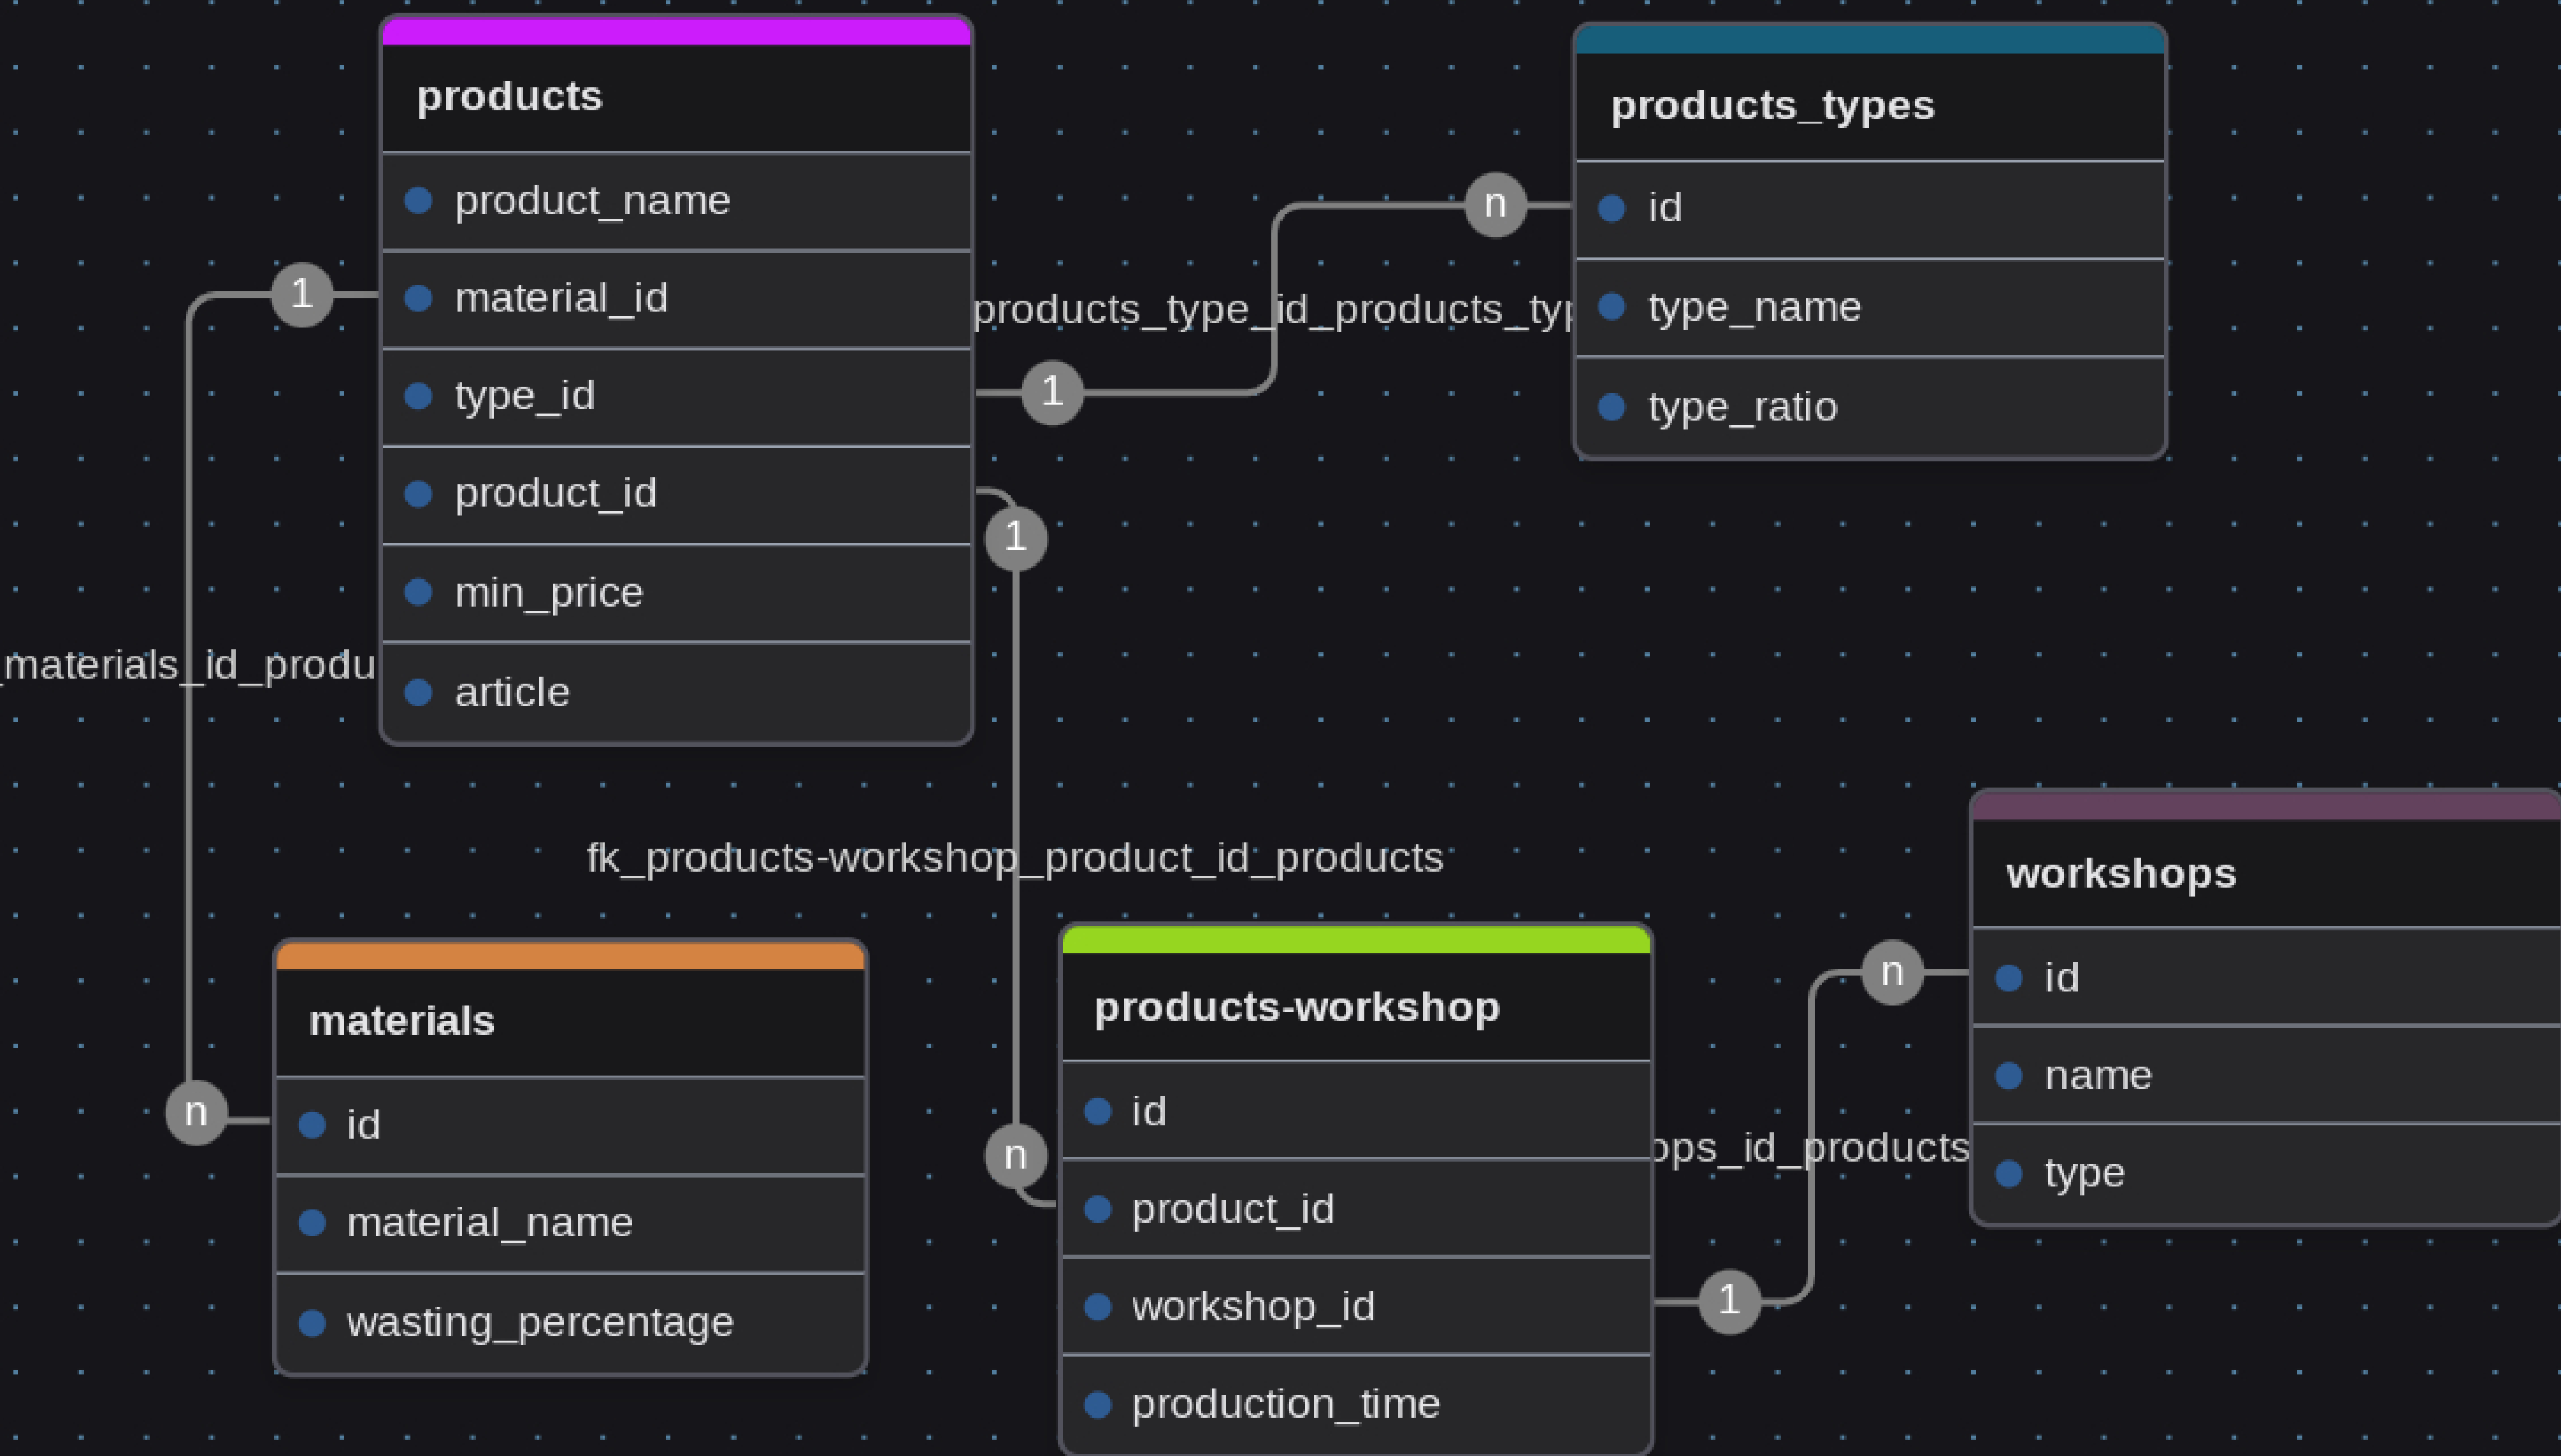 products
product_name
material_id
type_id
product_id
min_price
article
products_types
id
type_name
type_ratio
1
n
products_type_id_products_typ
1
1
_materials_id_produ
fk_products-workshop_product_id_products
n
n
materials
id
material_name
wasting_percentage
products-workshop
id
product_id
workshop_id
production_time
workshops
id
name
type
n
ops_id_products
1